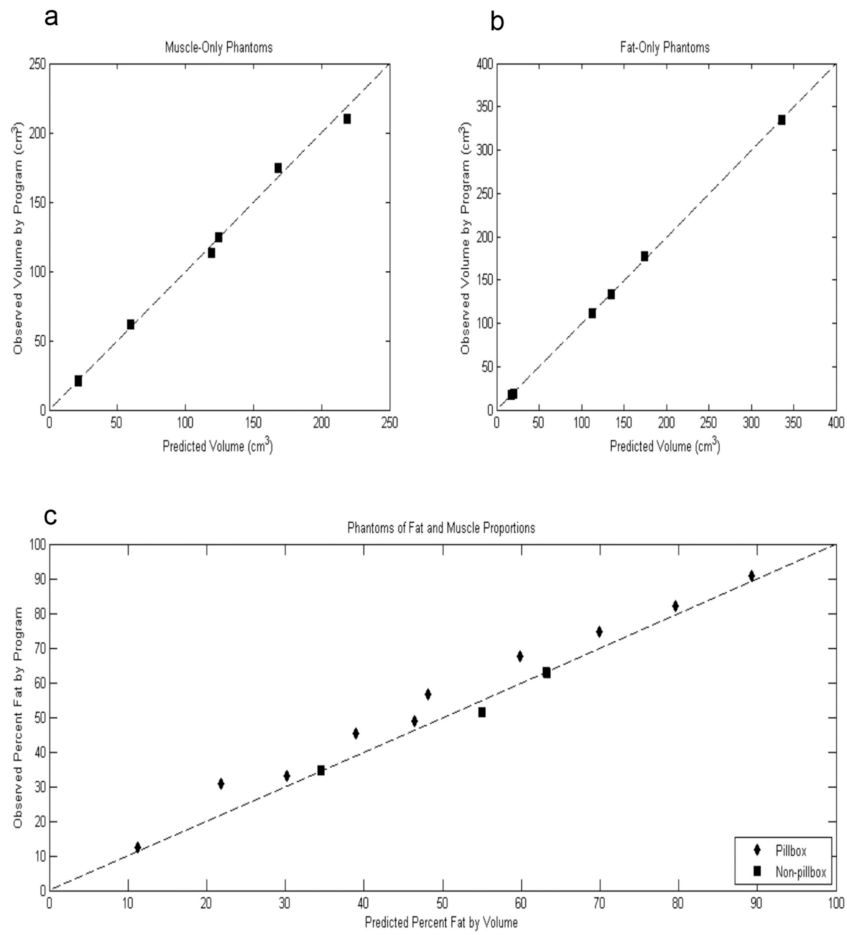 a
Muscle-Only Phantoms
250
200
150
100
50
0
Observed Volume by Program (cm³)
0 50 100 150 200 250
Predicted Volume (cm³)
b
Fat-Only Phantoms
400
350
300
250
200
150
100
50
0
Observed Volume by Program (cm³)
0 50 100 150 200 250 300 350 400
Predicted Volume (cm³)
c
Phantoms of Fat and Muscle Proportions
100
90
80
70
60
50
40
30
20
10
0
Observed Percent Fat by Program
0 10 20 30 40 50 60 70 80 90 100
Predicted Percent Fat by Volume
Pillbox
Non-pillbox